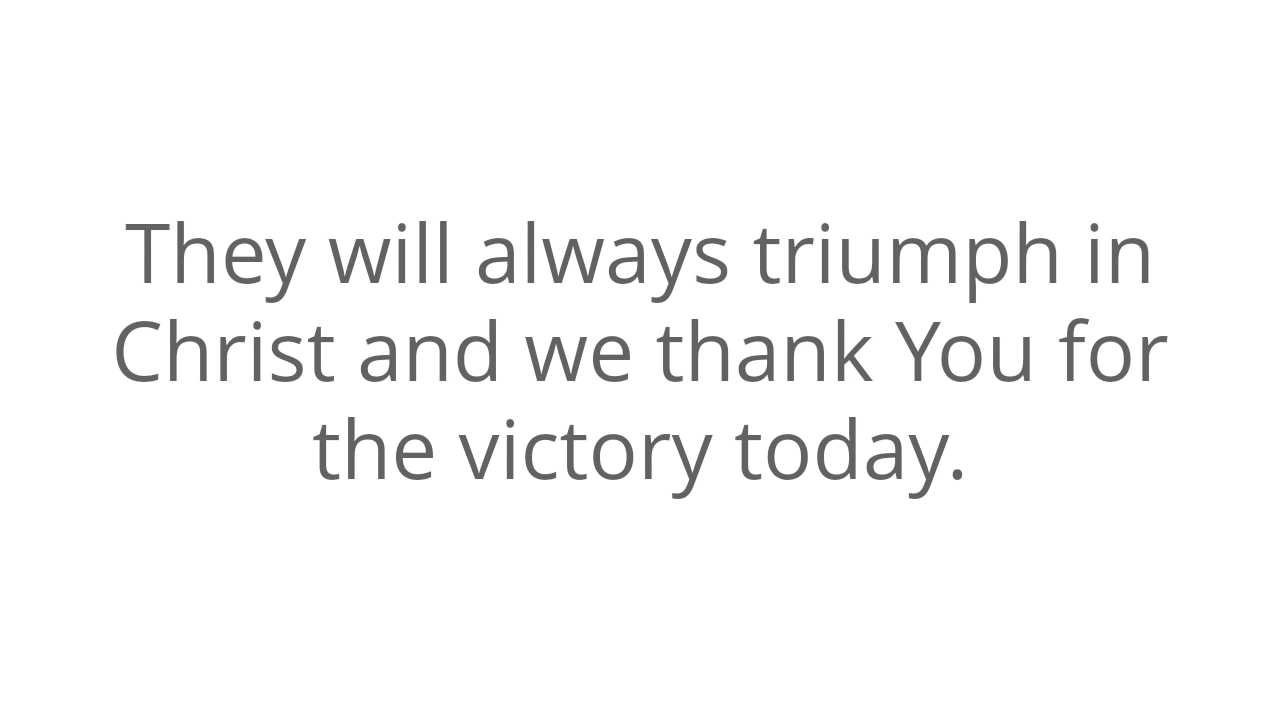 They will always triumph in
Christ and we thank You for
the victory today.